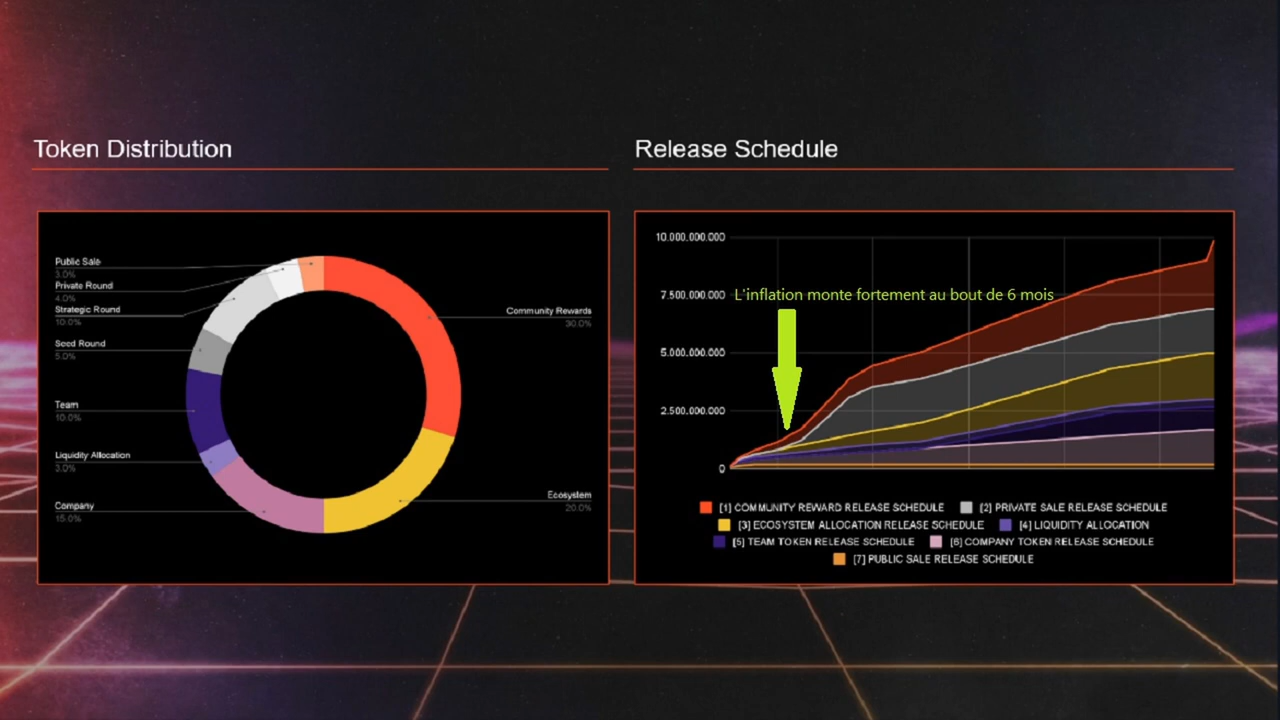 Token Distribution
Public Sale
3.0%
Private Round
4.0%
Strategic Round
10.0%
Seed Round
5.0%
Team
10.0%
Liquidity Allocation
3.0%
Company
15.0%
Community Rewards
30.0%
Ecosystem
20.0%
Release Schedule
10.000.000.000
7.500.000.000
5.000.000.000
2.500.000.000
0
L'inflation monte fortement au bout de 6 mois
[1] COMMUNITY REWARD RELEASE SCHEDULE [2] PRIVATE SALE RELEASE SCHEDULE
[3] ECOSYSTEM ALLOCATION RELEASE SCHEDULE [4] LIQUIDITY ALLOCATION
[5] TEAM TOKEN RELEASE SCHEDULE [6] COMPANY TOKEN RELEASE SCHEDULE
[7] PUBLIC SALE RELEASE SCHEDULE